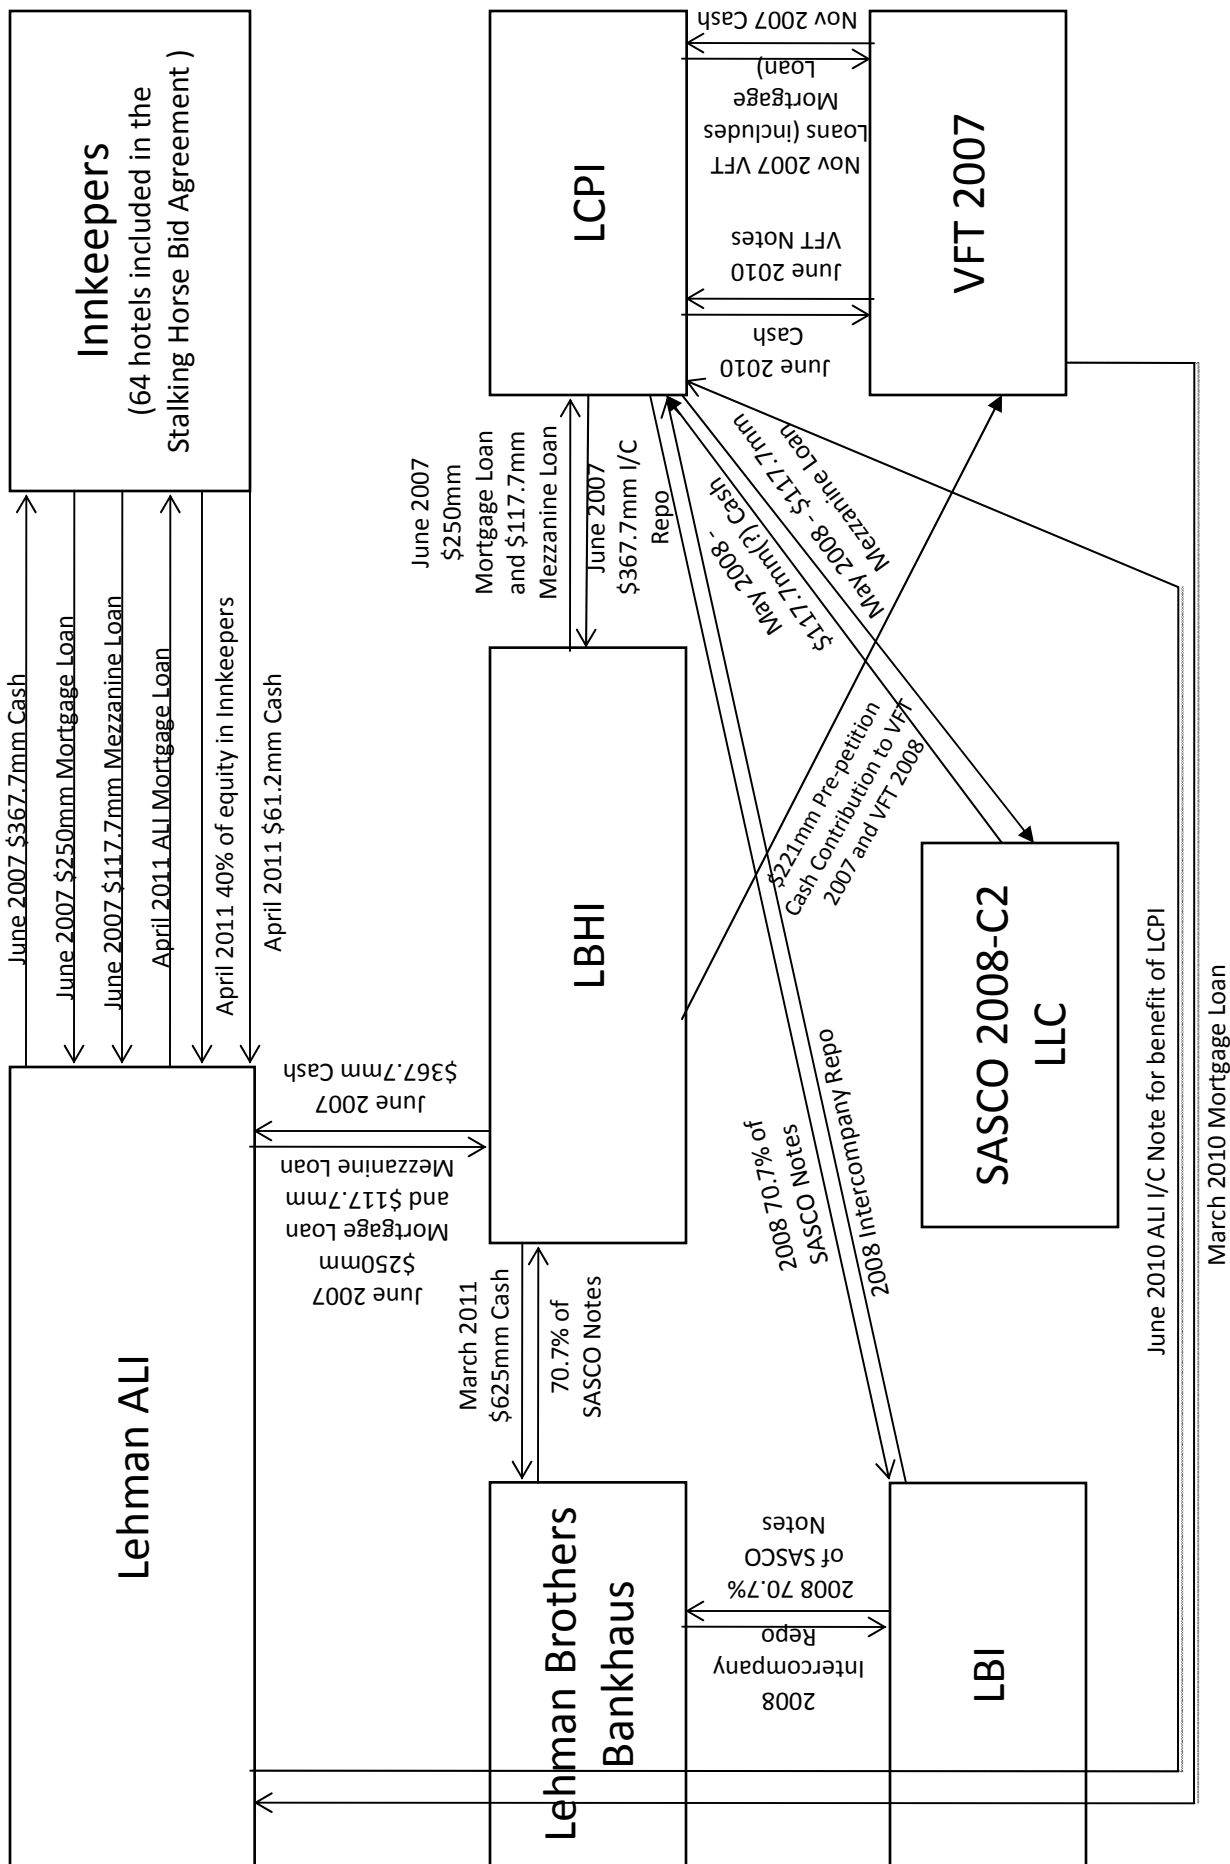 Innkeepers
(64 hotels included in the
Stalking Horse Bid Agreement )
June 2007 $367.7mm Cash
June 2007 $250mm Mortgage Loan
June 2007 $117.7mm Mezzanine Loan
April 2011 ALI Mortgage Loan
April 2011 40% of equity in Innkeepers
April 2011 $61.2mm Cash
Lehman ALI
June 2007
$367.7mm Cash
June 2007
$250mm
Mortgage Loan
and $117.7mm
Mezzanine Loan
LCPI
June 2007
$250mm
Mortgage Loan
and $117.7mm
Mezzanine Loan
June 2007
$367.7mm I/C
Repo
LBHI
March 2011
$625mm Cash
70.7% of
SASCO Notes
Lehman Brothers
Bankhaus
Nov 2007 Cash
Nov 2007 VFT
Loans (includes
Mortgage
Loan)
June 2010
VFT Notes
June 2010
Cash
May 2008 -
$117.7mm(?) Cash
May 2008 - $117.7mm
Mezzanine Loan
$221mm Pre-petition
Cash Contribution to VFT
2007 and VFT 2008
2008 70.7% of
SASCO Notes
2008 Intercompany Repo
2008 70.7%
of SASCO
Notes
2008
Intercompany
Repo
VFT 2007
SASCO 2008-C2
LLC
LBI
June 2010 ALI I/C Note for benefit of LCPI
March 2010 Mortgage Loan